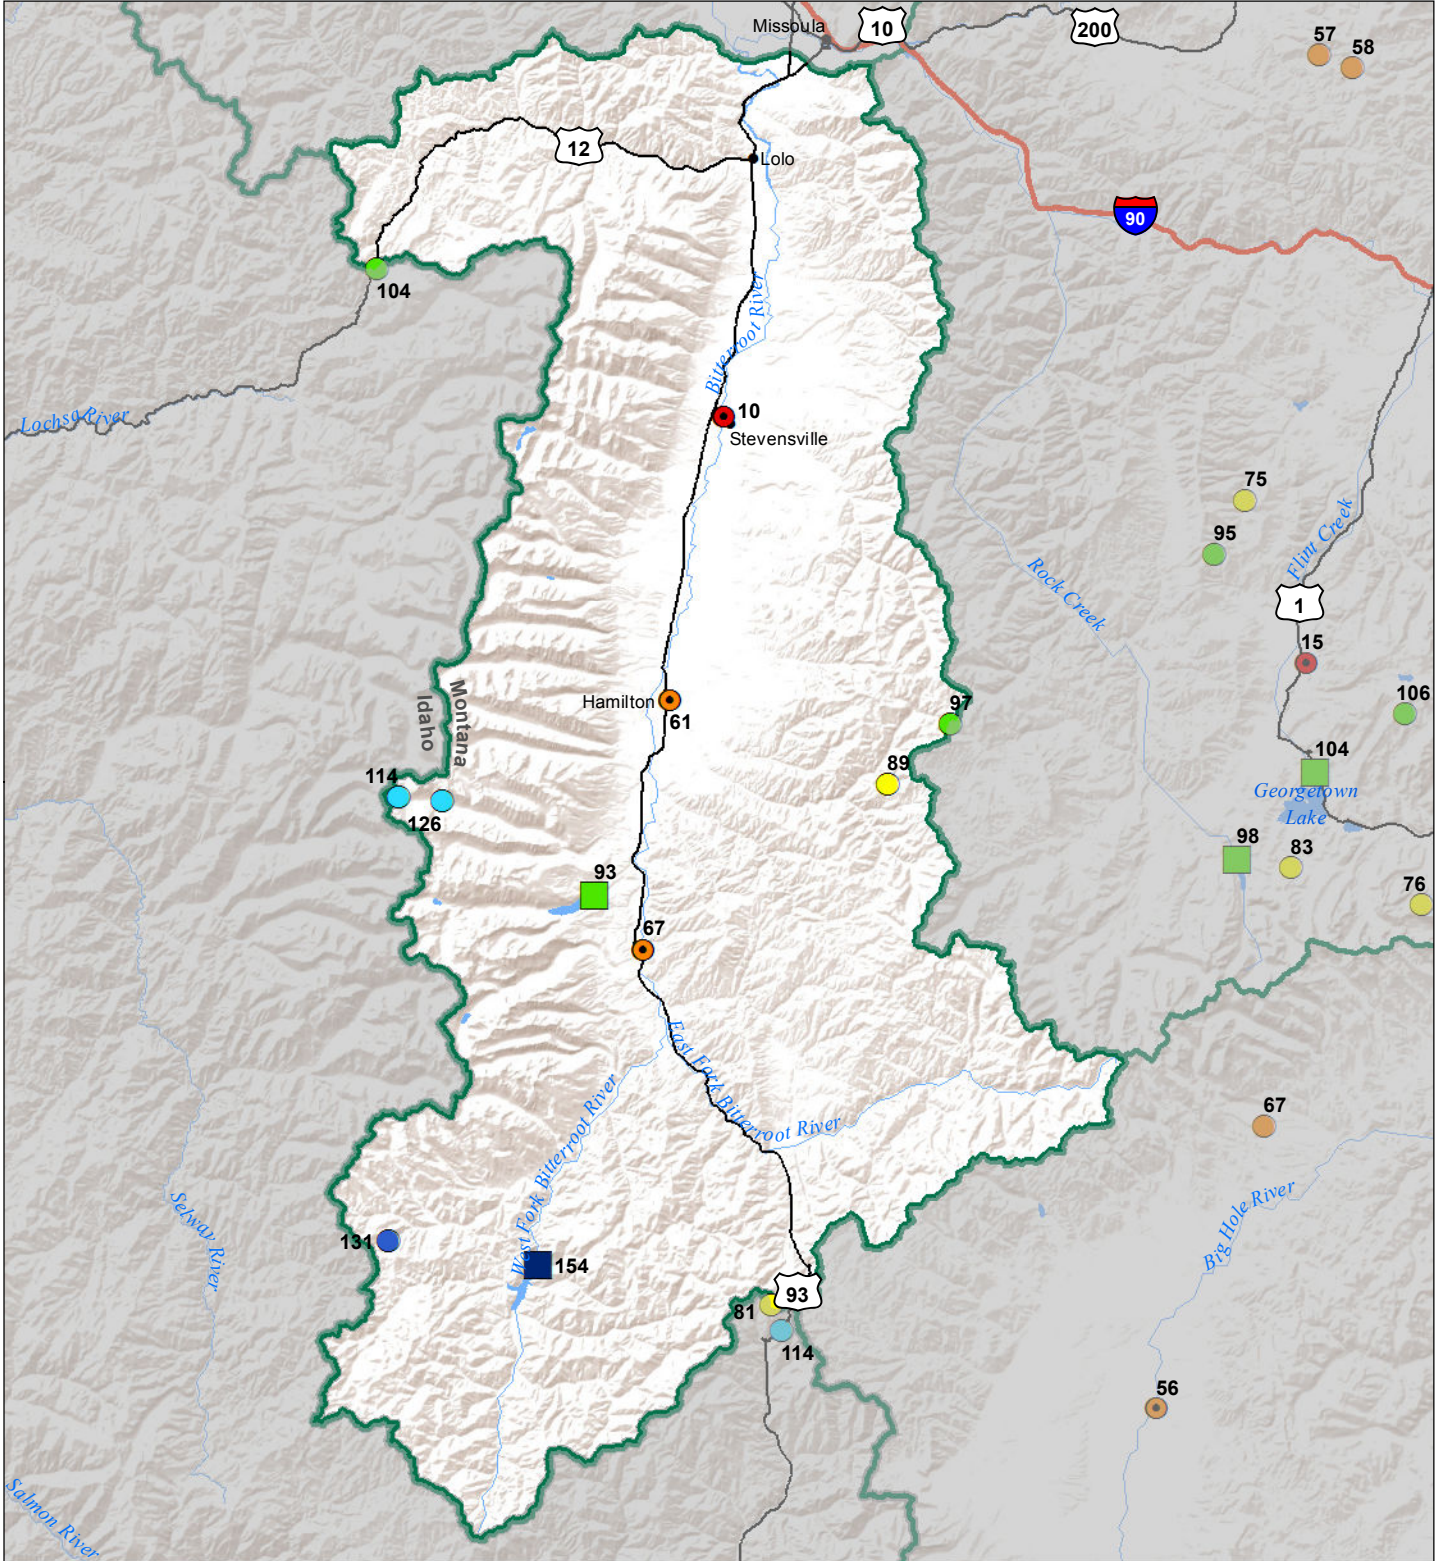 Missoula
10
200
57
58
12
Lolo
90
104
Bitterroot River
Lochsa River
10
Stevensville
75
95
Flint Creek
Rock Creek
1
15
Montana
Idaho
Hamilton
61
97
106
104
89
114
126
Georgetown
Lake
98
83
93
76
67
East Fork Bitterroot River
West Fork Bitterroot River
67
Selway River
Big Hole River
131
154
93
81
114
56
Salmon River